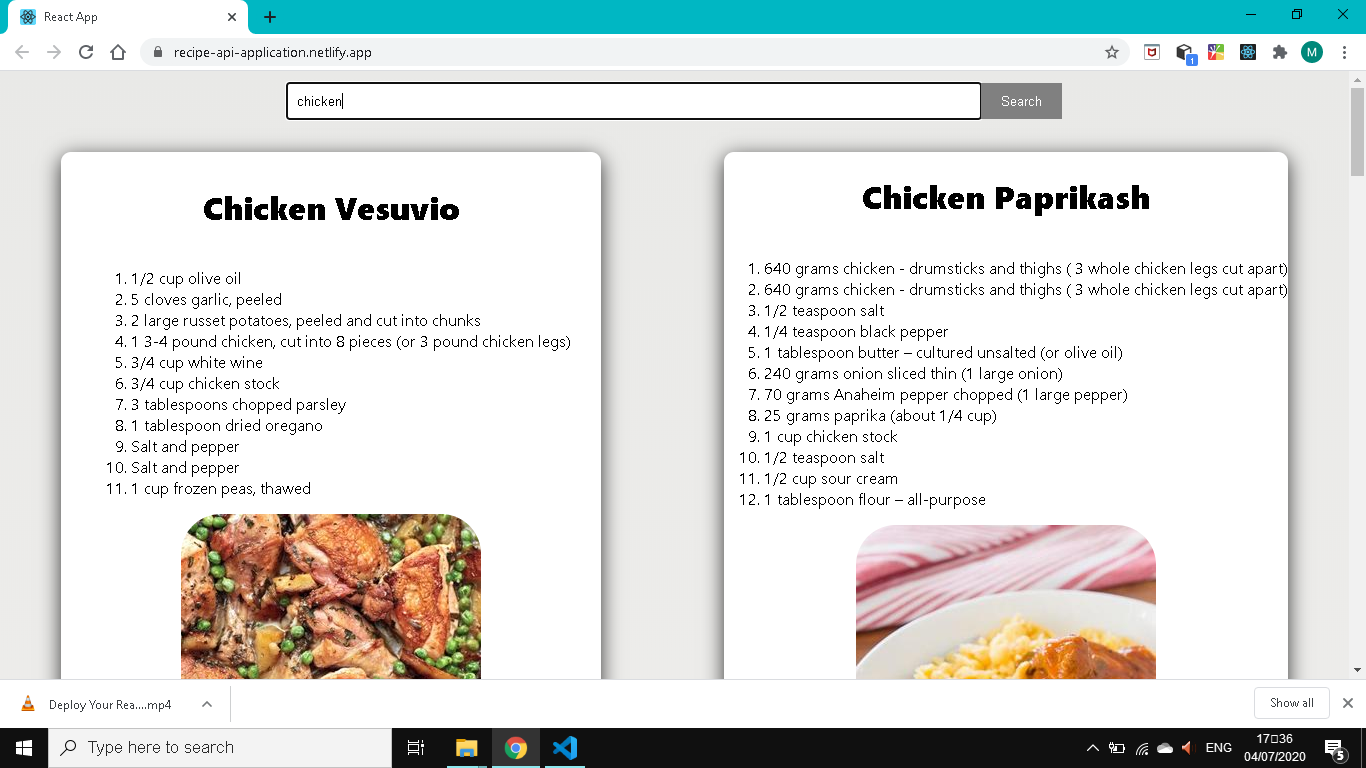 React App
recipe-api-application.netlify.app
M
1
chicken
Search
Chicken Vesuvio
1. 1/2 cup olive oil
2. 5 cloves garlic, peeled
3. 2 large russet potatoes, peeled and cut into chunks
4. 1 3-4 pound chicken, cut into 8 pieces (or 3 pound chicken legs)
5. 3/4 cup white wine
6. 3/4 cup chicken stock
7. 3 tablespoons chopped parsley
8. 1 tablespoon dried oregano
9. Salt and pepper
10. Salt and pepper
11. 1 cup frozen peas, thawed
Chicken Paprikash
1. 640 grams chicken - drumsticks and thighs ( 3 whole chicken legs cut apart)
2. 640 grams chicken - drumsticks and thighs ( 3 whole chicken legs cut apart)
3. 1/2 teaspoon salt
4. 1/4 teaspoon black pepper
5. 1 tablespoon butter – cultured unsalted (or olive oil)
6. 240 grams onion sliced thin (1 large onion)
7. 70 grams Anaheim pepper chopped (1 large pepper)
8. 25 grams paprika (about 1/4 cup)
9. 1 cup chicken stock
10. 1/2 teaspoon salt
11. 1/2 cup sour cream
12. 1 tablespoon flour – all-purpose
Deploy Your Rea....mp4
Show all
Type here to search
ENG
17▯36
04/07/2020
5